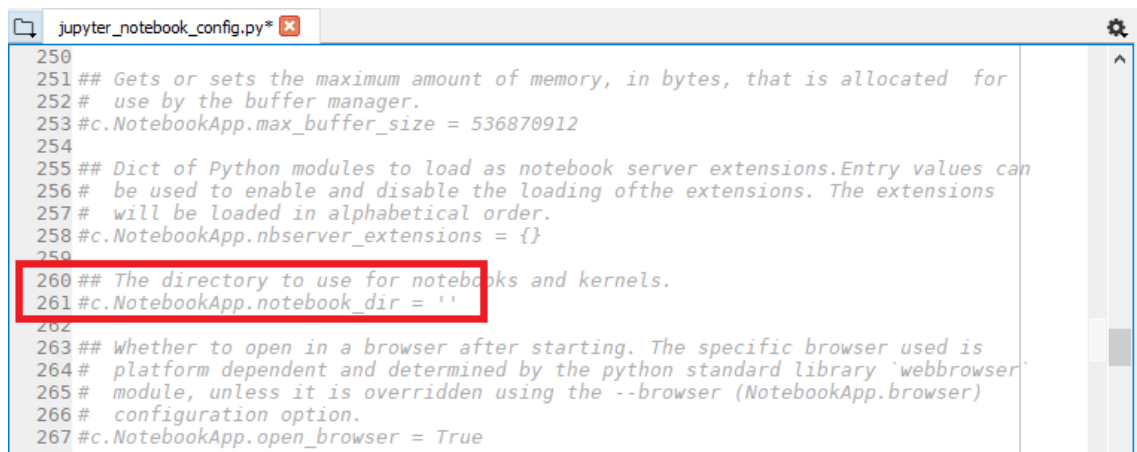 jupyter_notebook_config.py*
250
251 ## Gets or sets the maximum amount of memory, in bytes, that is allocated  for
252 #  use by the buffer manager.
253 #c.NotebookApp.max_buffer_size = 536870912
254
255 ## Dict of Python modules to load as notebook server extensions.Entry values can
256 #  be used to enable and disable the loading ofthe extensions. The extensions
257 #  will be loaded in alphabetical order.
258 #c.NotebookApp.nbserver_extensions = {}
259
260 ## The directory to use for notebooks and kernels.
261 #c.NotebookApp.notebook_dir = ''
262
263 ## Whether to open in a browser after starting. The specific browser used is
264 #  platform dependent and determined by the python standard library `webbrowser`
265 #  module, unless it is overridden using the --browser (NotebookApp.browser)
266 #  configuration option.
267 #c.NotebookApp.open_browser = True